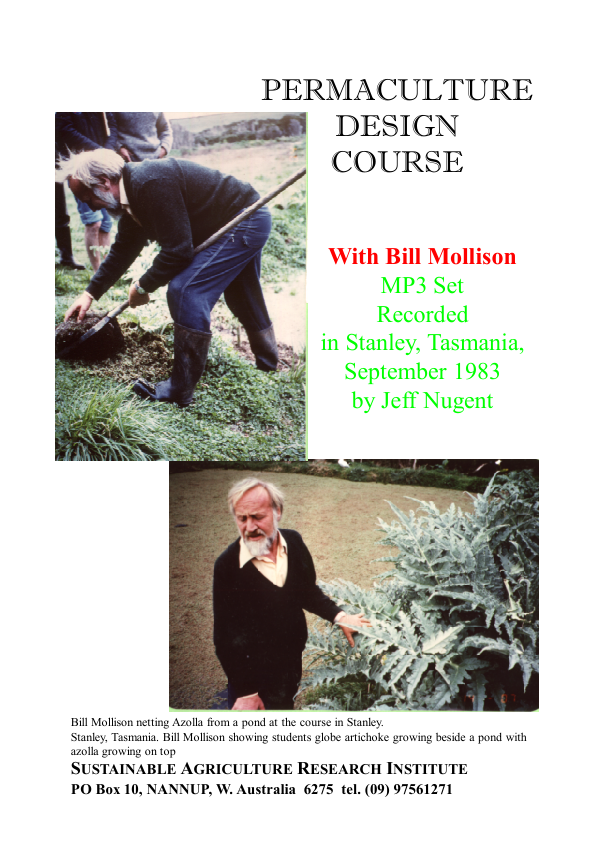 PERMACULTURE
DESIGN
COURSE
With Bill Mollison
MP3 Set
Recorded
in Stanley, Tasmania,
September 1983
by Jeff Nugent
Bill Mollison netting Azolla from a pond at the course in Stanley.
Stanley, Tasmania. Bill Mollison showing students globe artichoke growing beside a pond with
azolla growing on top
SUSTAINABLE AGRICULTURE RESEARCH INSTITUTE
PO Box 10, NANNUP, W. Australia 6275 tel. (09) 97561271